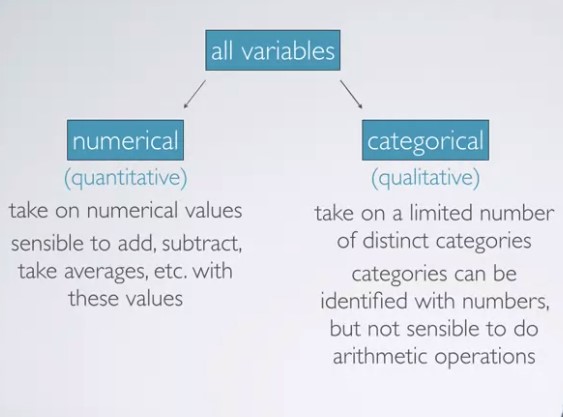 all variables
numerical
(quantitative)
take on numerical values
sensible to add, subtract,
take averages, etc. with
these values
categorical
(qualitative)
take on a limited number
of distinct categories
categories can be
identified with numbers,
but not sensible to do
arithmetic operations